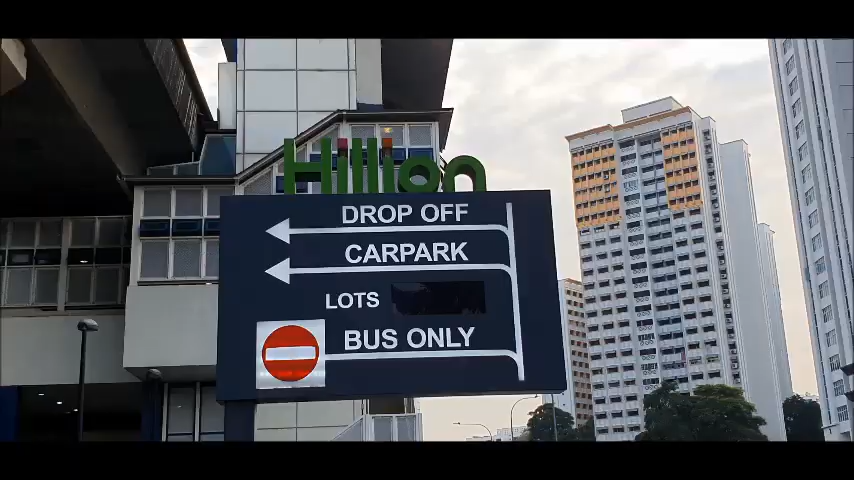 Hillion
DROP OFF
CARPARK
LOTS
BUS ONLY